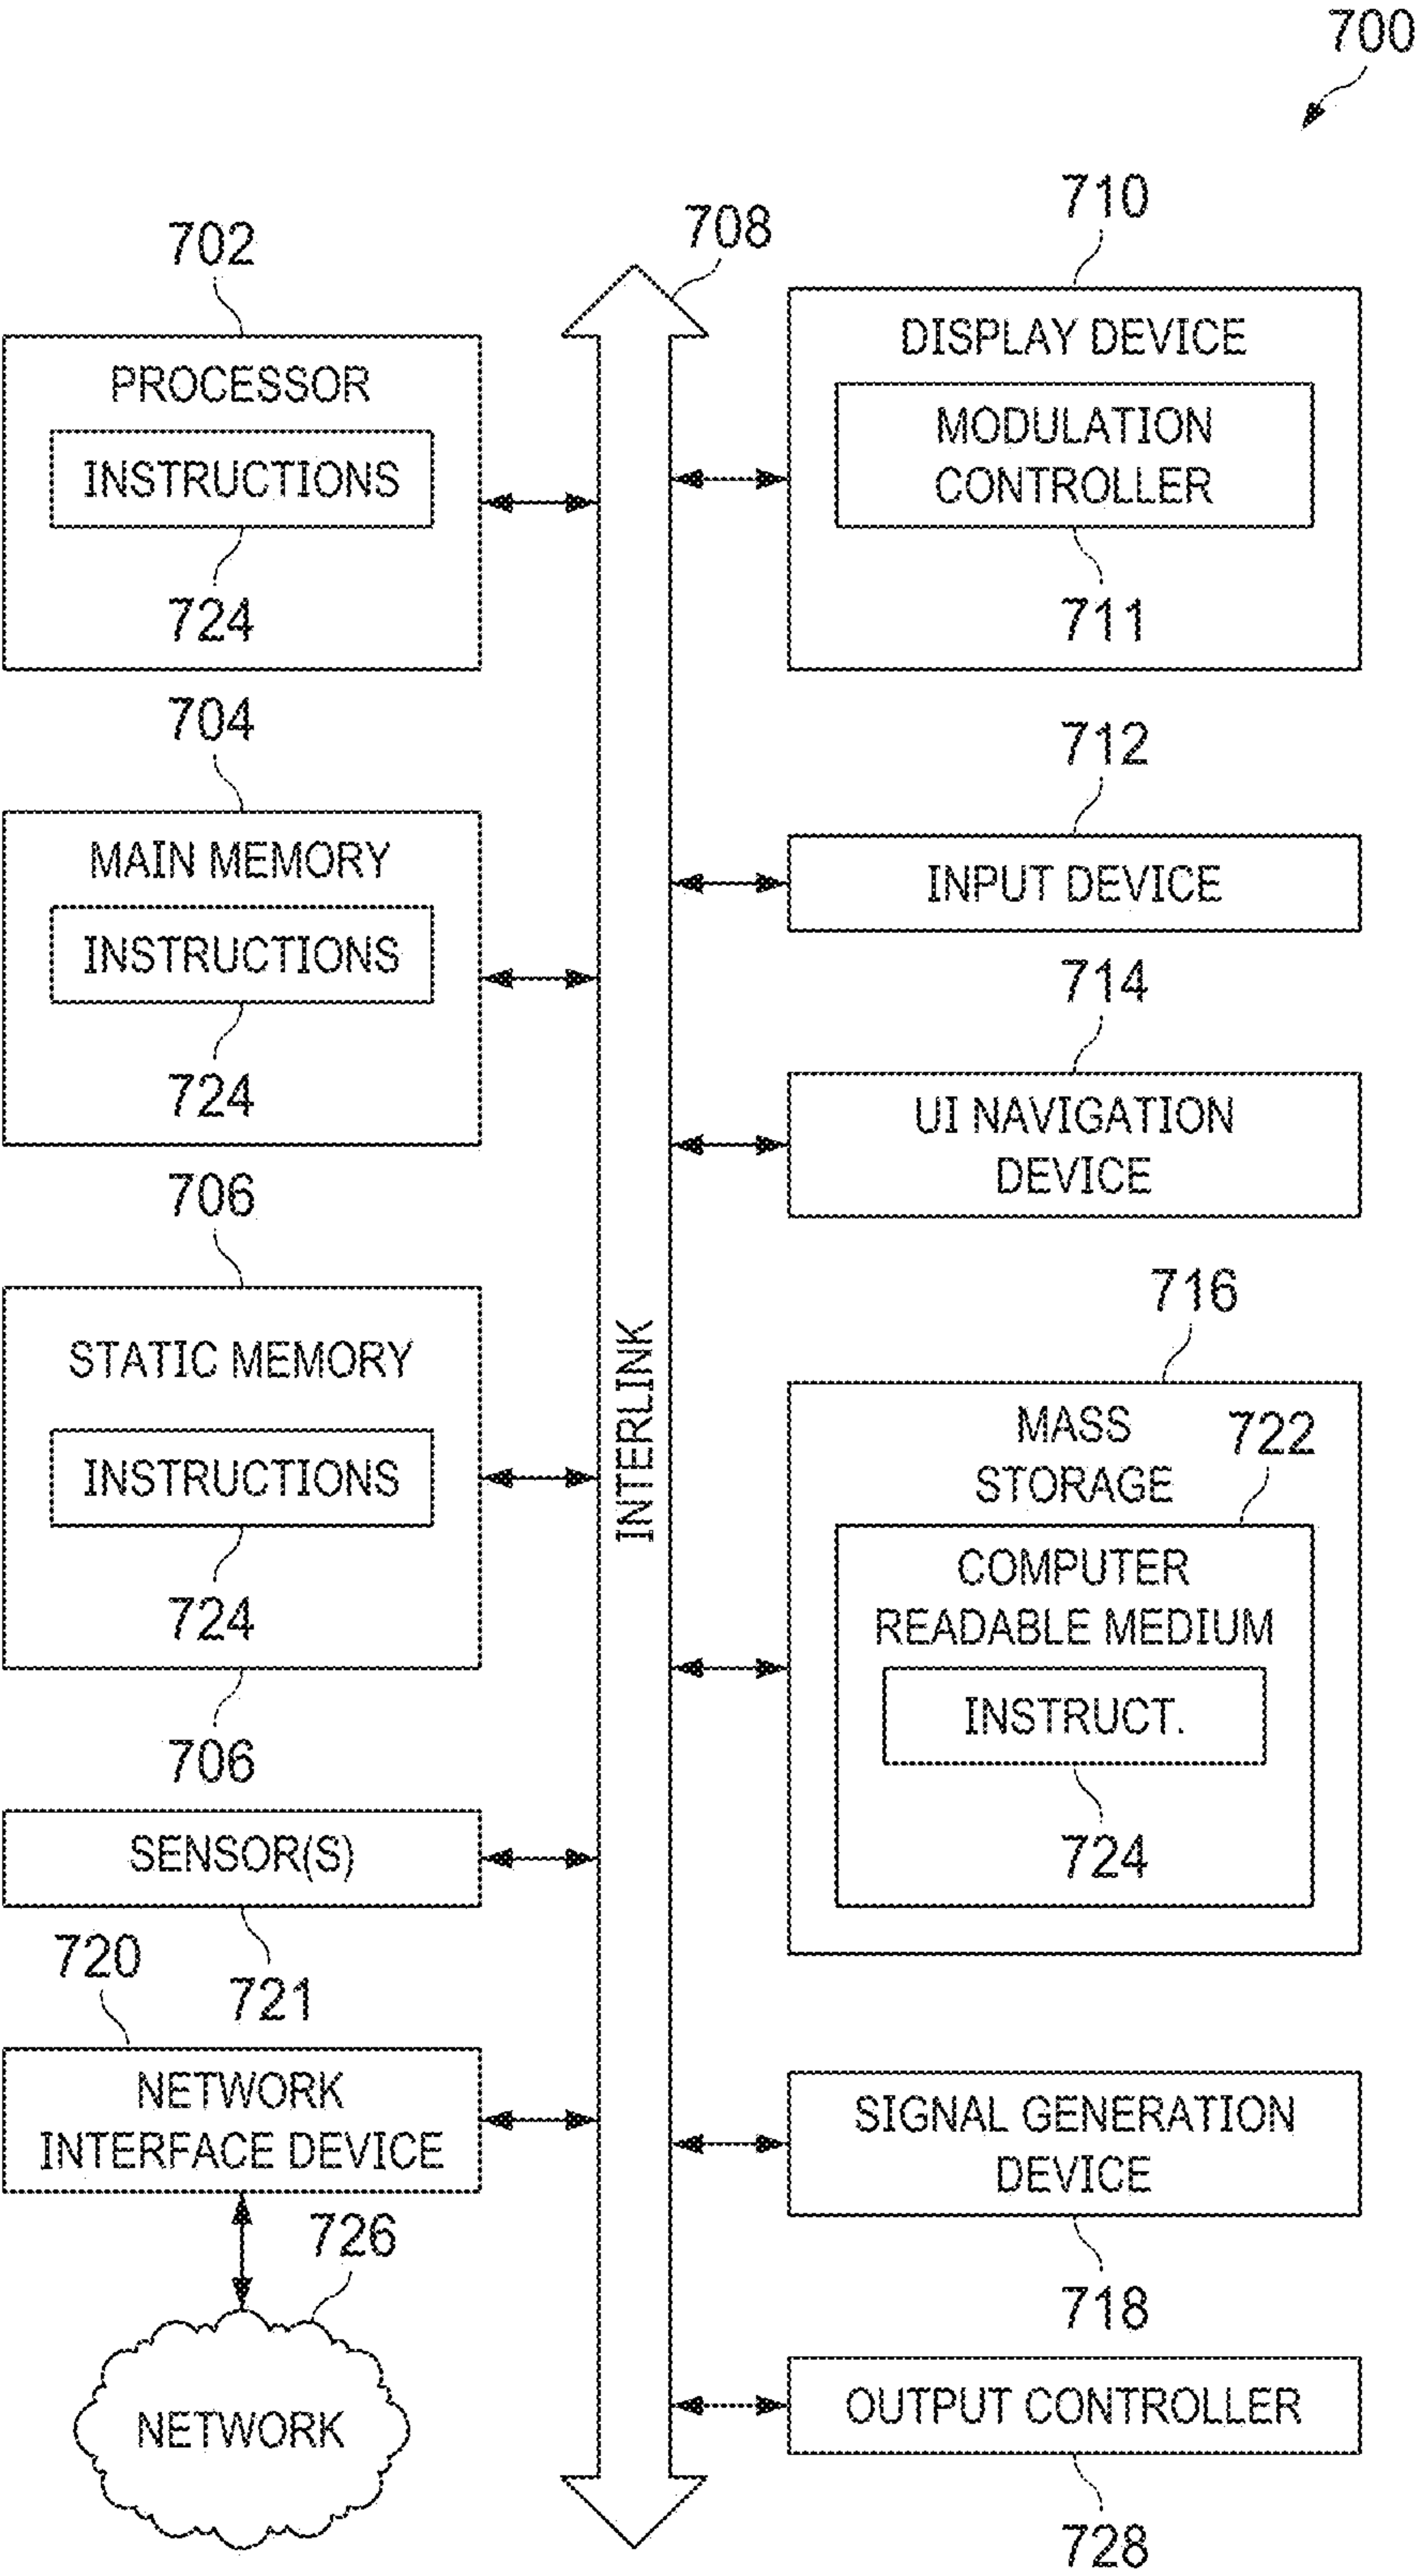 700
702
PROCESSOR
INSTRUCTIONS
724
704
MAIN MEMORY
INSTRUCTIONS
724
706
STATIC MEMORY
INSTRUCTIONS
724
706
SENSOR(S)
721
720
NETWORK
INTERFACE DEVICE
726
NETWORK
708
INTERLINK
710
DISPLAY DEVICE
MODULATION
CONTROLLER
711
712
INPUT DEVICE
714
UI NAVIGATION
DEVICE
716
MASS
STORAGE
722
COMPUTER
READABLE MEDIUM
INSTRUCT.
724
SIGNAL GENERATION
DEVICE
718
OUTPUT CONTROLLER
728